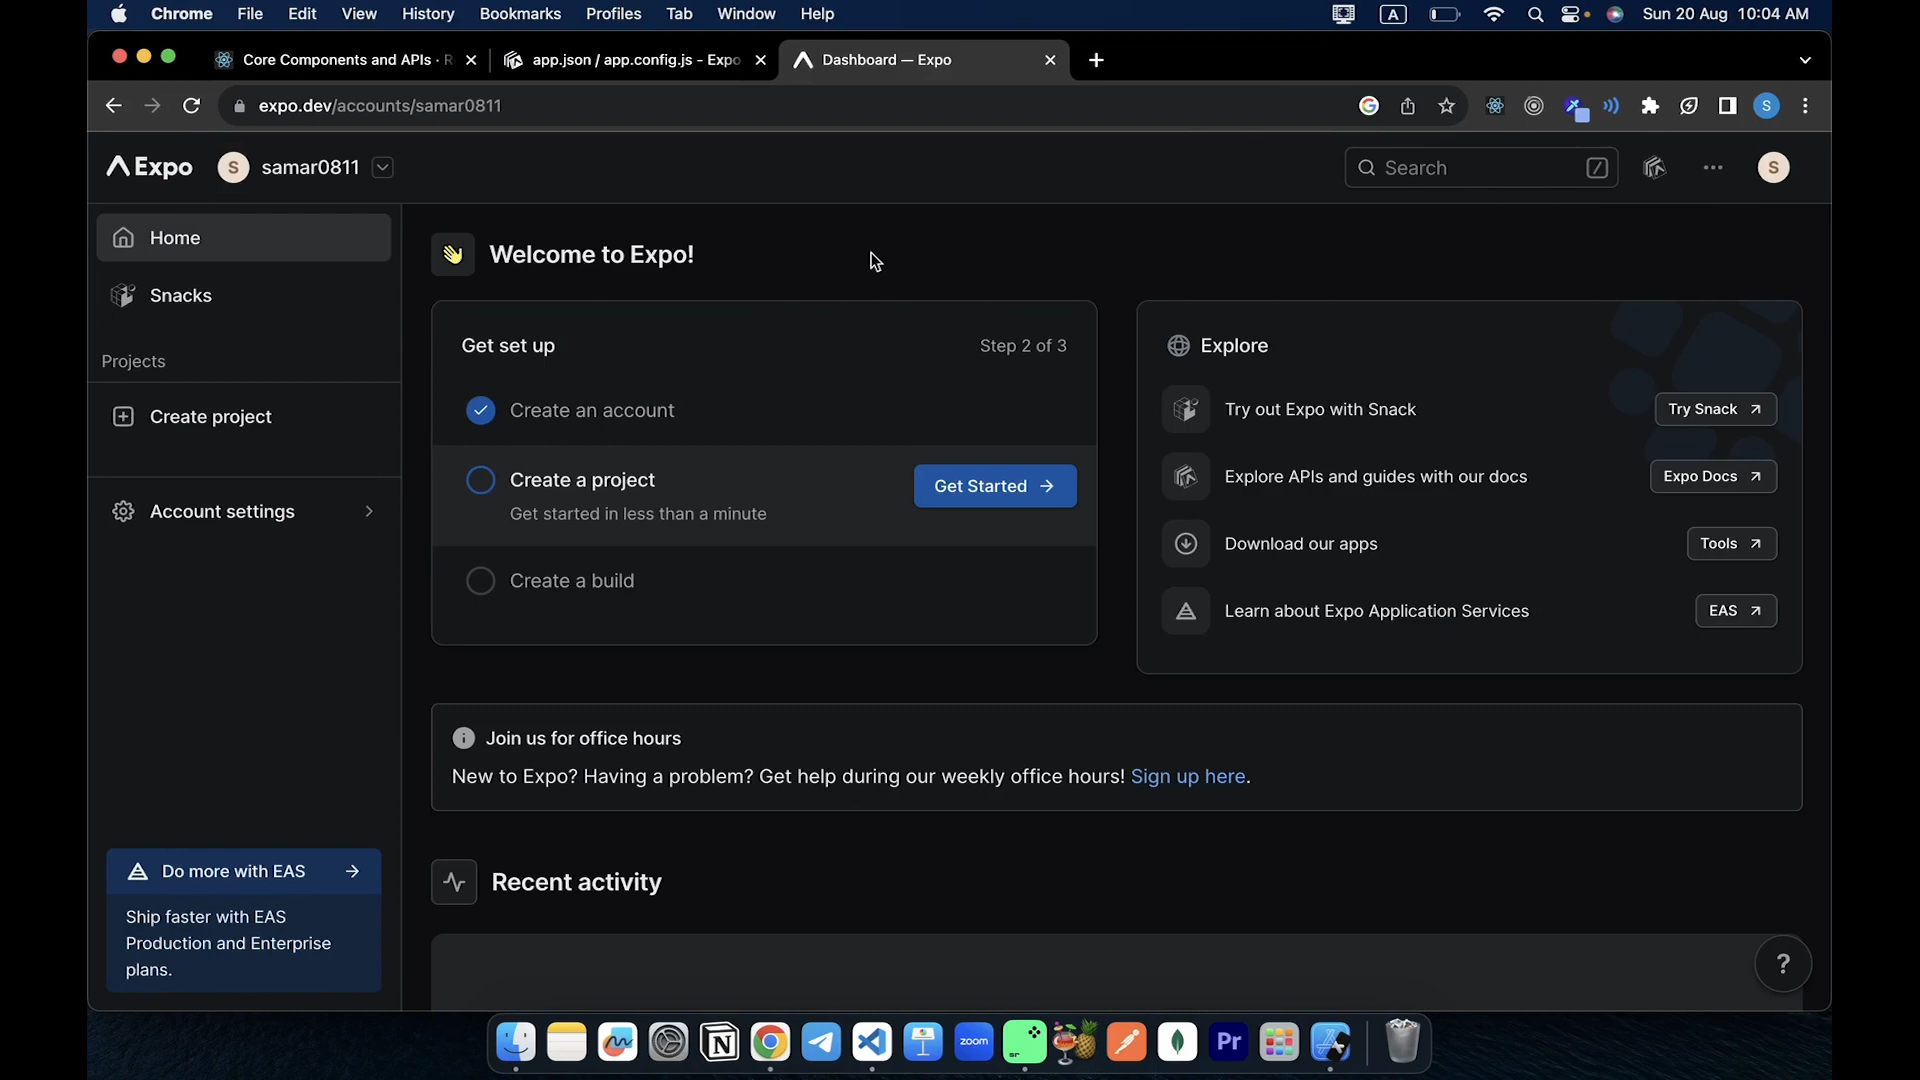 Chrome File Edit View History Bookmarks Profiles Tab Window Help
A Sun 20 Aug 10:04 AM
Core Components and APIs · R
app.json / app.config.js - Expo
Dashboard — Expo
expo.dev/accounts/samar0811
S
Expo
S samar0811
Search /
S
Home
Snacks
Projects
Create project
Account settings
Do more with EAS
Ship faster with EAS
Production and Enterprise
plans.
Welcome to Expo!
Get set up Step 2 of 3
Create an account
Create a project
Get started in less than a minute
Get Started
Create a build
Explore
Try out Expo with Snack Try Snack
Explore APIs and guides with our docs Expo Docs
Download our apps Tools
Learn about Expo Application Services EAS
Join us for office hours
New to Expo? Having a problem? Get help during our weekly office hours! Sign up here.
Recent activity
?
zoom
sr
Pr